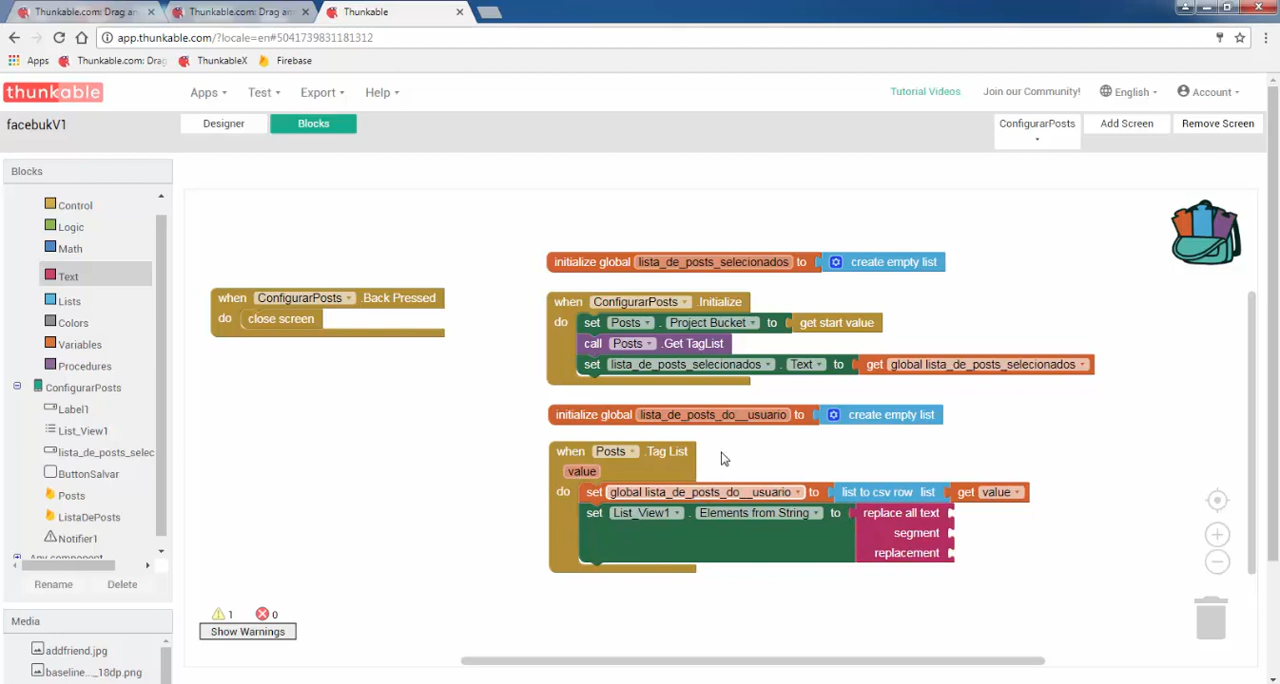 Thunkable.com: Drag an
Thunkable.com: Drag an
Thunkable
app.thunkable.com/?locale=en#5041739831181312
Apps
Thunkable.com: Drag
ThunkableX
Firebase
thunkable
Apps
Test
Export
Help
Tutorial Videos
Join our Community!
English
Account
facebukV1
Designer
Blocks
ConfigurarPosts
Add Screen
Remove Screen
Blocks
Control
Logic
Math
Text
Lists
Colors
Variables
Procedures
ConfigurarPosts
Label1
List_View1
lista_de_posts_selec
ButtonSalvar
Posts
ListaDePosts
Notifier1
Any component
Rename
Delete
Media
addfriend.jpg
baseline..._18dp.png
when ConfigurarPosts .Back Pressed
do close screen
initialize global lista_de_posts_selecionados to create empty list
when ConfigurarPosts .Initialize
do set Posts . Project Bucket to get start value
call Posts .Get TagList
set lista_de_posts_selecionados . Text to get global lista_de_posts_selecionados
initialize global lista_de_posts_do__usuario to create empty list
when Posts .Tag List
value
do set global lista_de_posts_do__usuario to list to csv row list get value
set List_View1 . Elements from String to replace all text
segment
replacement
1 0
Show Warnings